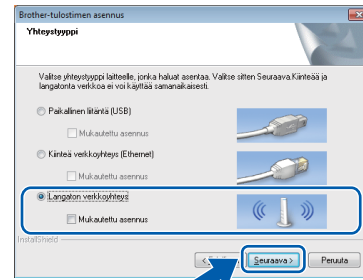 Brother-tulostimen asennus
Yhteystyyppi
Valitse yhteystyyppi laitteelle, jonka haluat asentaa. Valitse sitten Seuraava.Kiinteää ja
langatonta verkkoa ei voi käyttää samanaikaisesti.
Paikallinen liitäntä (USB)
Mukautettu asennus
Kiinteä verkkoyhteys (Ethernet)
Mukautettu asennus
Langaton verkkoyhteys
Mukautettu asennus
InstallShield
Seuraava >
Peruuta